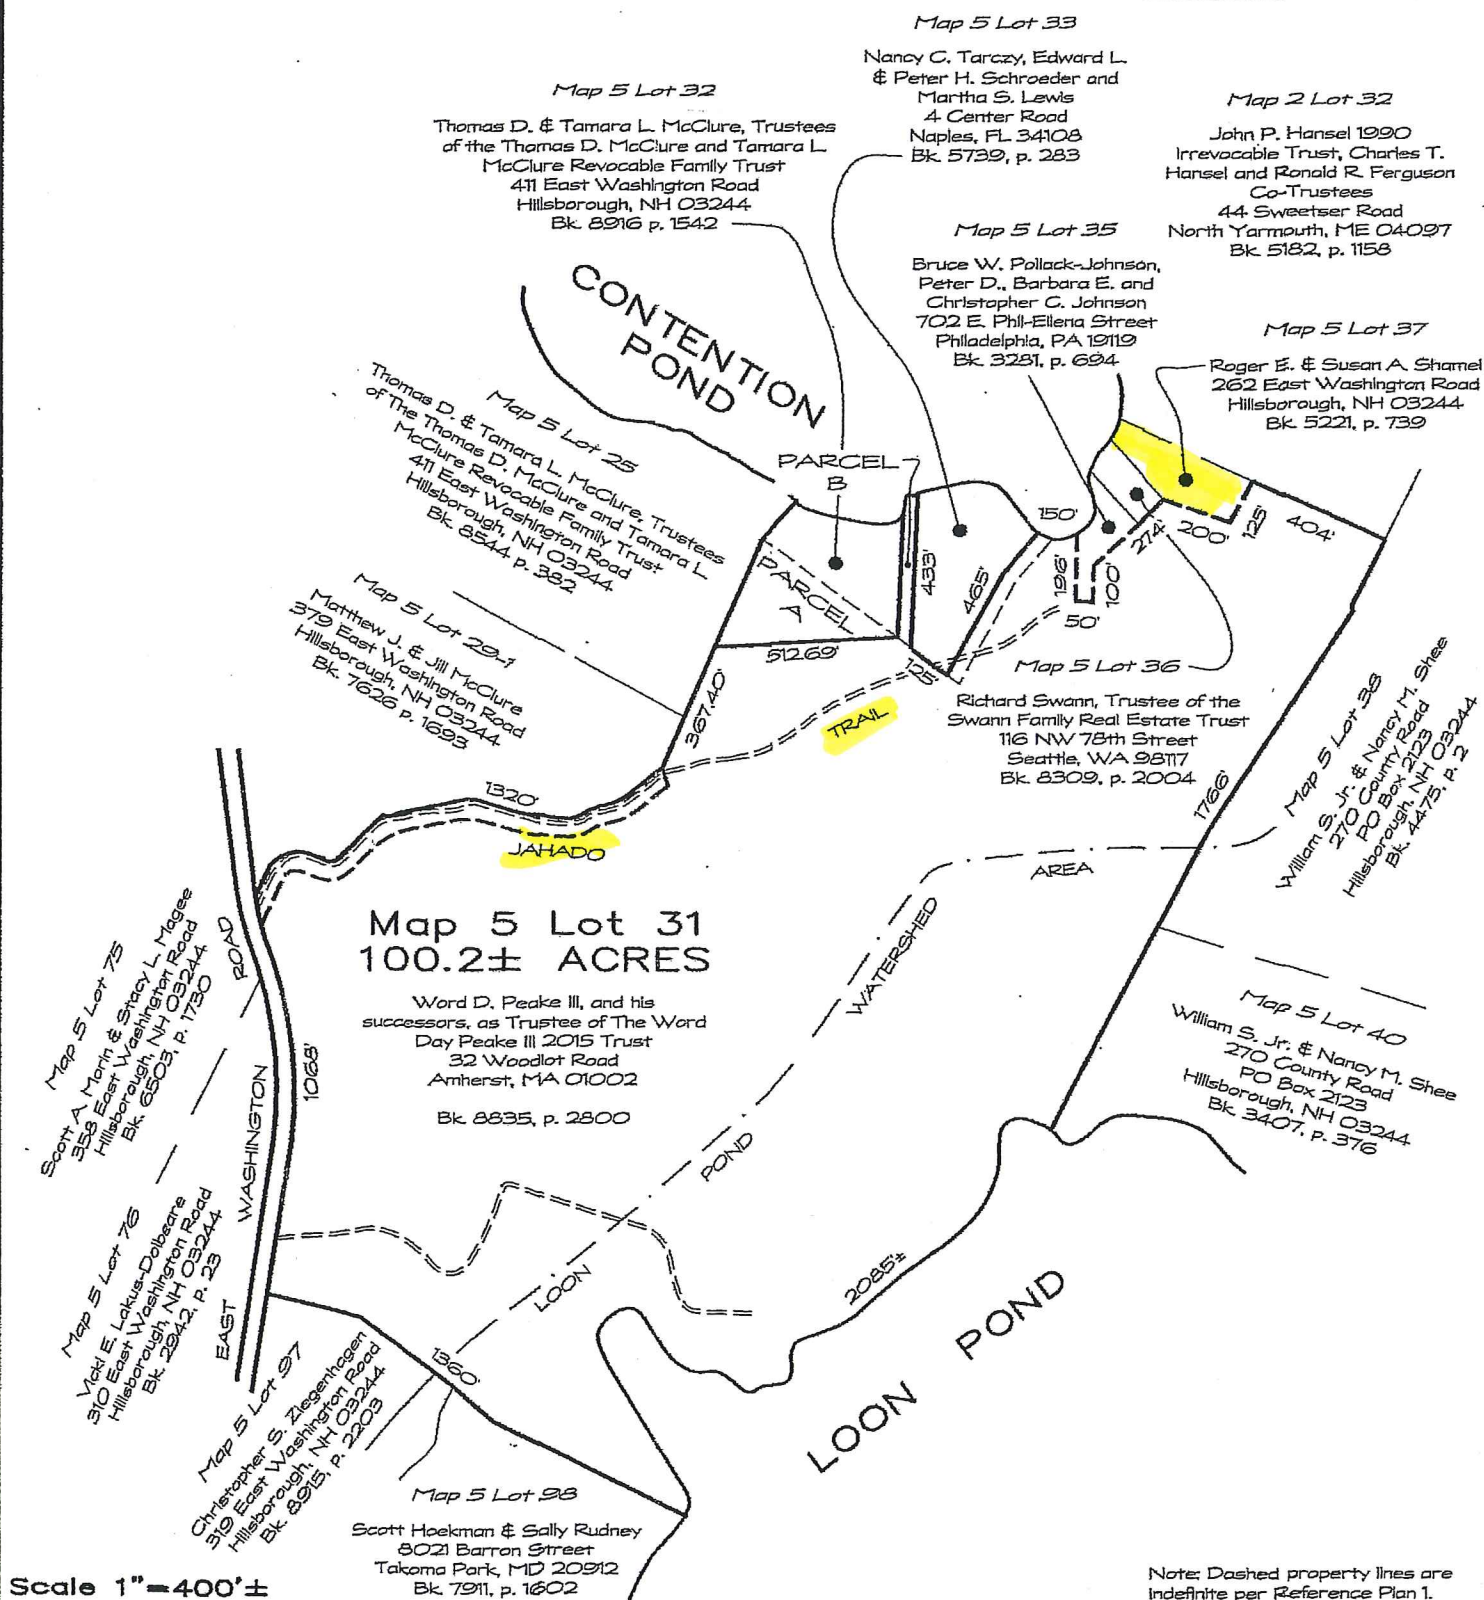 Map 5 Lot 33
Nancy C. Tarczy, Edward L.
& Peter H. Schroeder and
Martha S. Lewis
4 Center Road
Naples, FL 34108
Bk. 5739, p. 283
Map 5 Lot 32
Thomas D. & Tamara L. McClure, Trustees
of the Thomas D. McClure and Tamara L.
McClure Revocable Family Trust
411 East Washington Road
Hillsborough, NH 03244
Bk. 8916 p. 1542
Map 2 Lot 32
John P. Hansel 1990
Irrevocable Trust, Charles T.
Hansel and Ronald R. Ferguson
Co-Trustees
44 Sweetser Road
North Yarmouth, ME 04097
Bk. 5182, p. 1158
Map 5 Lot 35
Bruce W. Pollack-Johnson,
Peter D., Barbara E. and
Christopher C. Johnson
702 E. Phil-Ellena Street
Philadelphia, PA 19119
Bk. 3281, p. 694
Map 5 Lot 37
Roger E. & Susan A. Shamel
262 East Washington Road
Hillsborough, NH 03244
Bk. 5221, p. 739
CONTENTION
POND
Map 5 Lot 25
Thomas D. & Tamara L. McClure, Trustees
of The Thomas D. McClure and Tamara L.
McClure Revocable Family Trust
411 East Washington Road
Hillsborough, NH 03244
Bk. 8544 p. 382
PARCEL
B
PARCEL
A
433'
465'
150'
196'
50'
100'
274'
200'
125'
404'
512.69'
125'
367.40'
Map 5 Lot 29-1
Matthew J. & Jill McClure
379 East Washington Road
Hillsborough, NH 03244
Bk. 7626 p. 1693
Map 5 Lot 36
Richard Swann, Trustee of the
Swann Family Real Estate Trust
116 NW 78th Street
Seattle, WA 98117
Bk. 8309, p. 2004
TRAIL
1320'
JAHADO
1766'
Map 5 Lot 38
William S. Jr. & Nancy M. Shee
270 County Road
PO Box 2123
Hillsborough, NH 03244
Bk. 4475, p. 2
AREA
WATERSHED
POND
LOON
Map 5 Lot 31
100.2± ACRES
Word D. Peake III, and his
successors, as Trustee of The Word
Day Peake III 2015 Trust
32 Woodlot Road
Amherst, MA 01002
Bk. 8835, p. 2800
Map 5 Lot 40
William S. Jr. & Nancy M. Shee
270 County Road
PO Box 2123
Hillsborough, NH 03244
Bk. 3407, p. 376
Map 5 Lot 75
Scott A. Morin & Stacy L. Magee
358 East Washington Road
Hillsborough, NH 03244
Bk. 6503, p. 1730
ROAD
WASHINGTON
EAST
1068'
Map 5 Lot 76
Vicki E. Lakus-Dolbeare
310 East Washington Road
Hillsborough, NH 03244
Bk. 2942, p. 23
Map 5 Lot 97
Christopher S. Ziegenhagen
319 East Washington Road
Hillsborough, NH 03244
Bk. 8915, p. 2203
1360'
2085'±
LOON POND
Map 5 Lot 98
Scott Hoekman & Sally Rudney
8021 Barron Street
Takoma Park, MD 20912
Bk. 7911, p. 1602
Scale 1"=400'±
Note: Dashed property lines are
indefinite per Reference Plan 1.